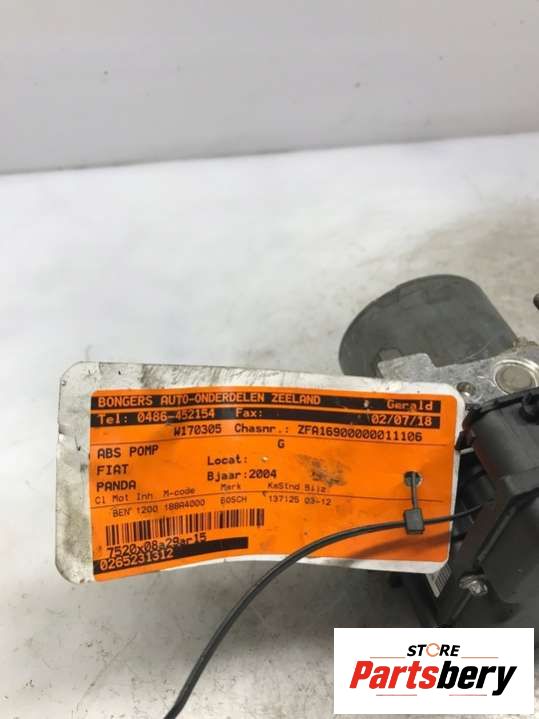 BONGERS AUTO-ONDERDELEN ZEELAND Gerald
Tel: 0486-452154 Fax: 02/07/18
W170305 Chasnr.: ZFA16900000011106
ABS POMP G
FIAT Locat:
PANDA Bjaar:2004
Cl Mot Inh M-code Merk KmStnd Blz
BEN 1200 188A4000 BOSCH 137125 03-12
7520x08a29ar15
0265231312
STORE
Partsbery